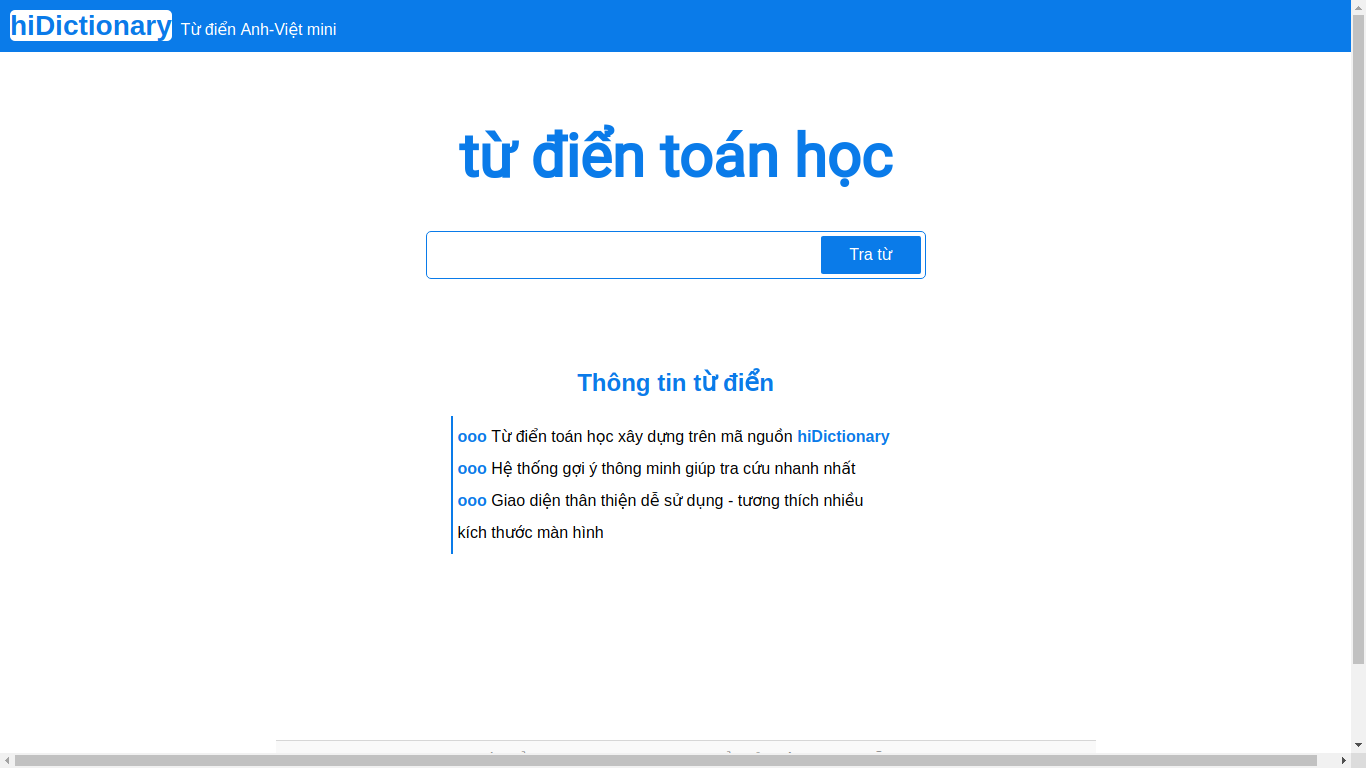 hiDictionary Từ điển Anh-Việt mini
từ điển toán học
Tra từ
Thông tin từ điển
ooo Từ điển toán học xây dựng trên mã nguồn hiDictionary
ooo Hệ thống gợi ý thông minh giúp tra cứu nhanh nhất
ooo Giao diện thân thiện dễ sử dụng - tương thích nhiều
kích thước màn hình